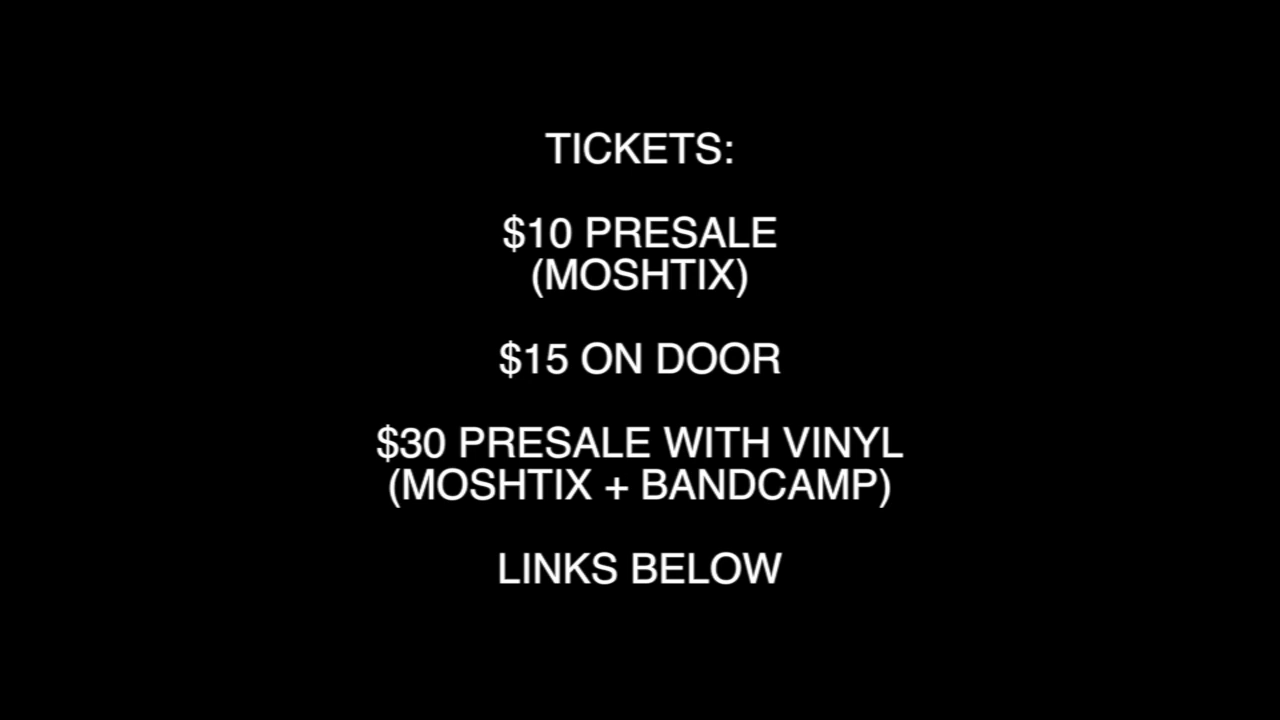 TICKETS:
$10 PRESALE
(MOSHTIX)
$15 ON DOOR
$30 PRESALE WITH VINYL
(MOSHTIX + BANDCAMP)
LINKS BELOW